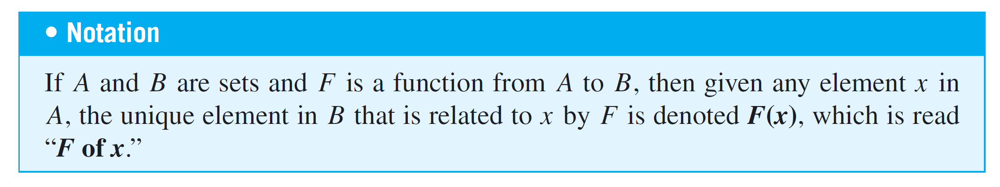 • Notation
If A and B are sets and F is a function from A to B, then given any element x in
A, the unique element in B that is related to x by F is denoted F(x), which is read
“F of x.”